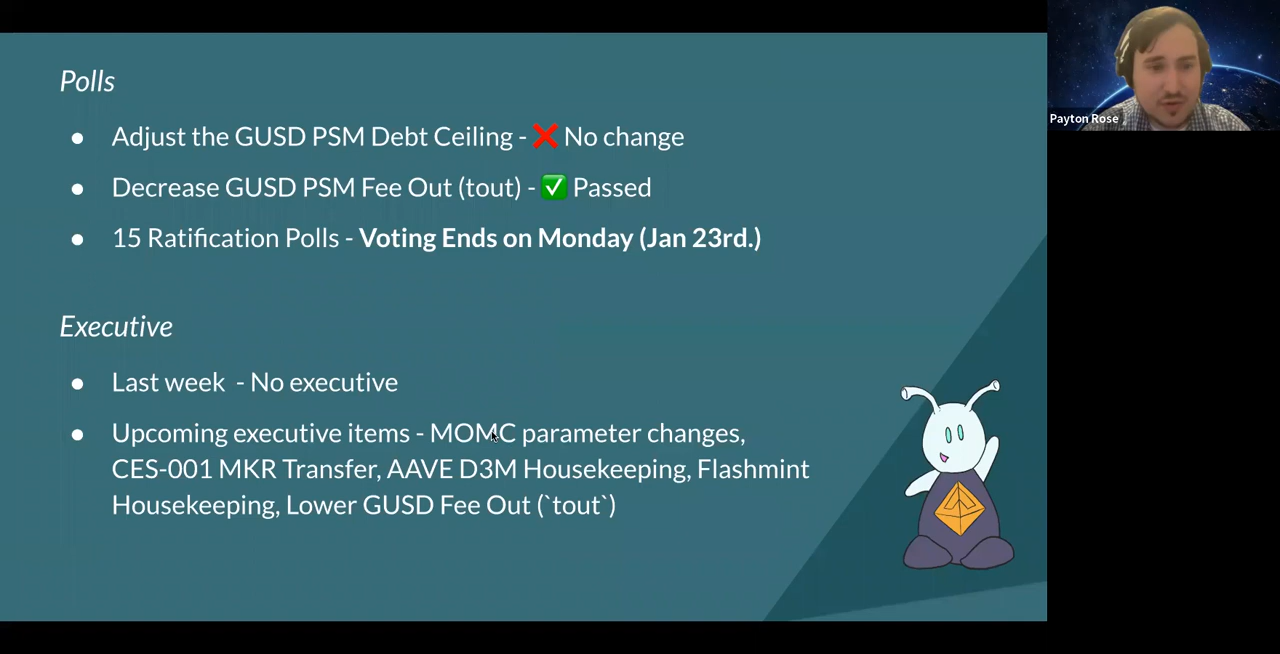 Polls
● Adjust the GUSD PSM Debt Ceiling - ❌ No change
● Decrease GUSD PSM Fee Out (tout) - ✅ Passed
● 15 Ratification Polls - Voting Ends on Monday (Jan 23rd.)
Executive
● Last week - No executive
● Upcoming executive items - MOMC parameter changes,
CES-001 MKR Transfer, AAVE D3M Housekeeping, Flashmint
Housekeeping, Lower GUSD Fee Out (`tout`)
Payton Rose